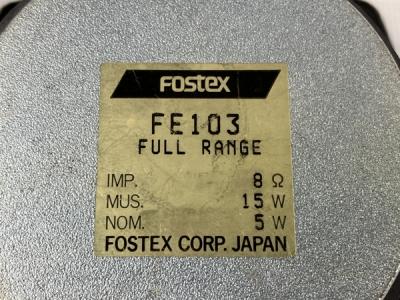 FOSTEX
FE103
FULL RANGE
IMP. 8 Ω
MUS. 15 W
NOM. 5 W
FOSTEX CORP. JAPAN